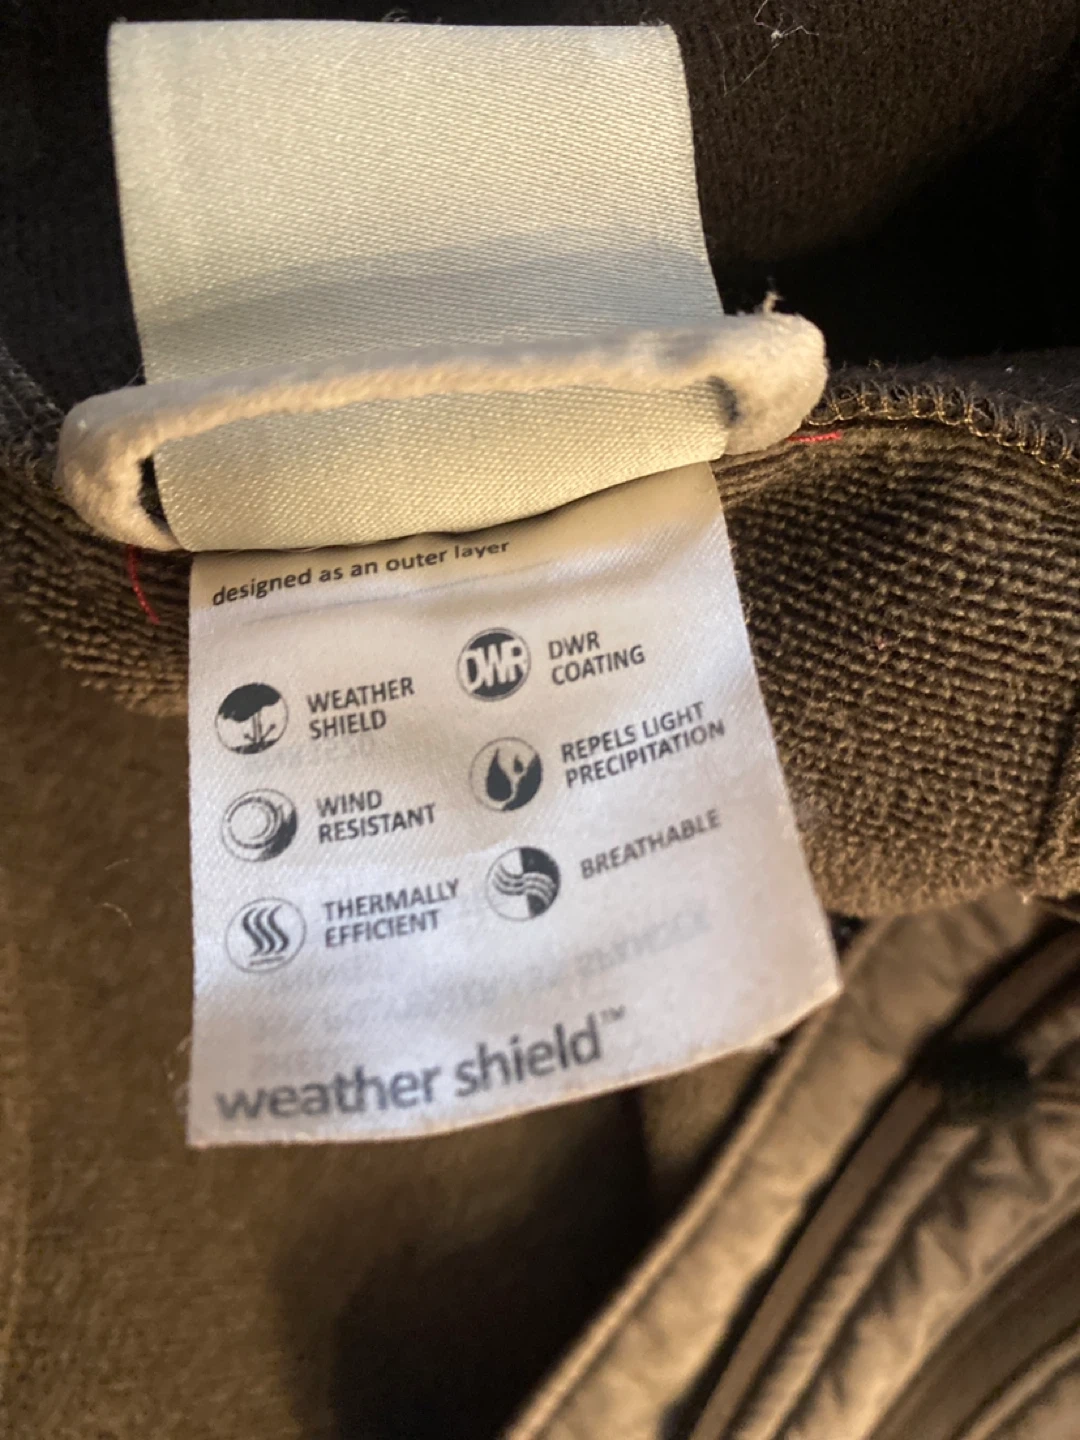 designed as an outer layer
WEATHER
SHIELD
DWR
DWR
COATING
WIND
RESISTANT
REPELS LIGHT
PRECIPITATION
THERMALLY
EFFICIENT
BREATHABLE
weather shield™